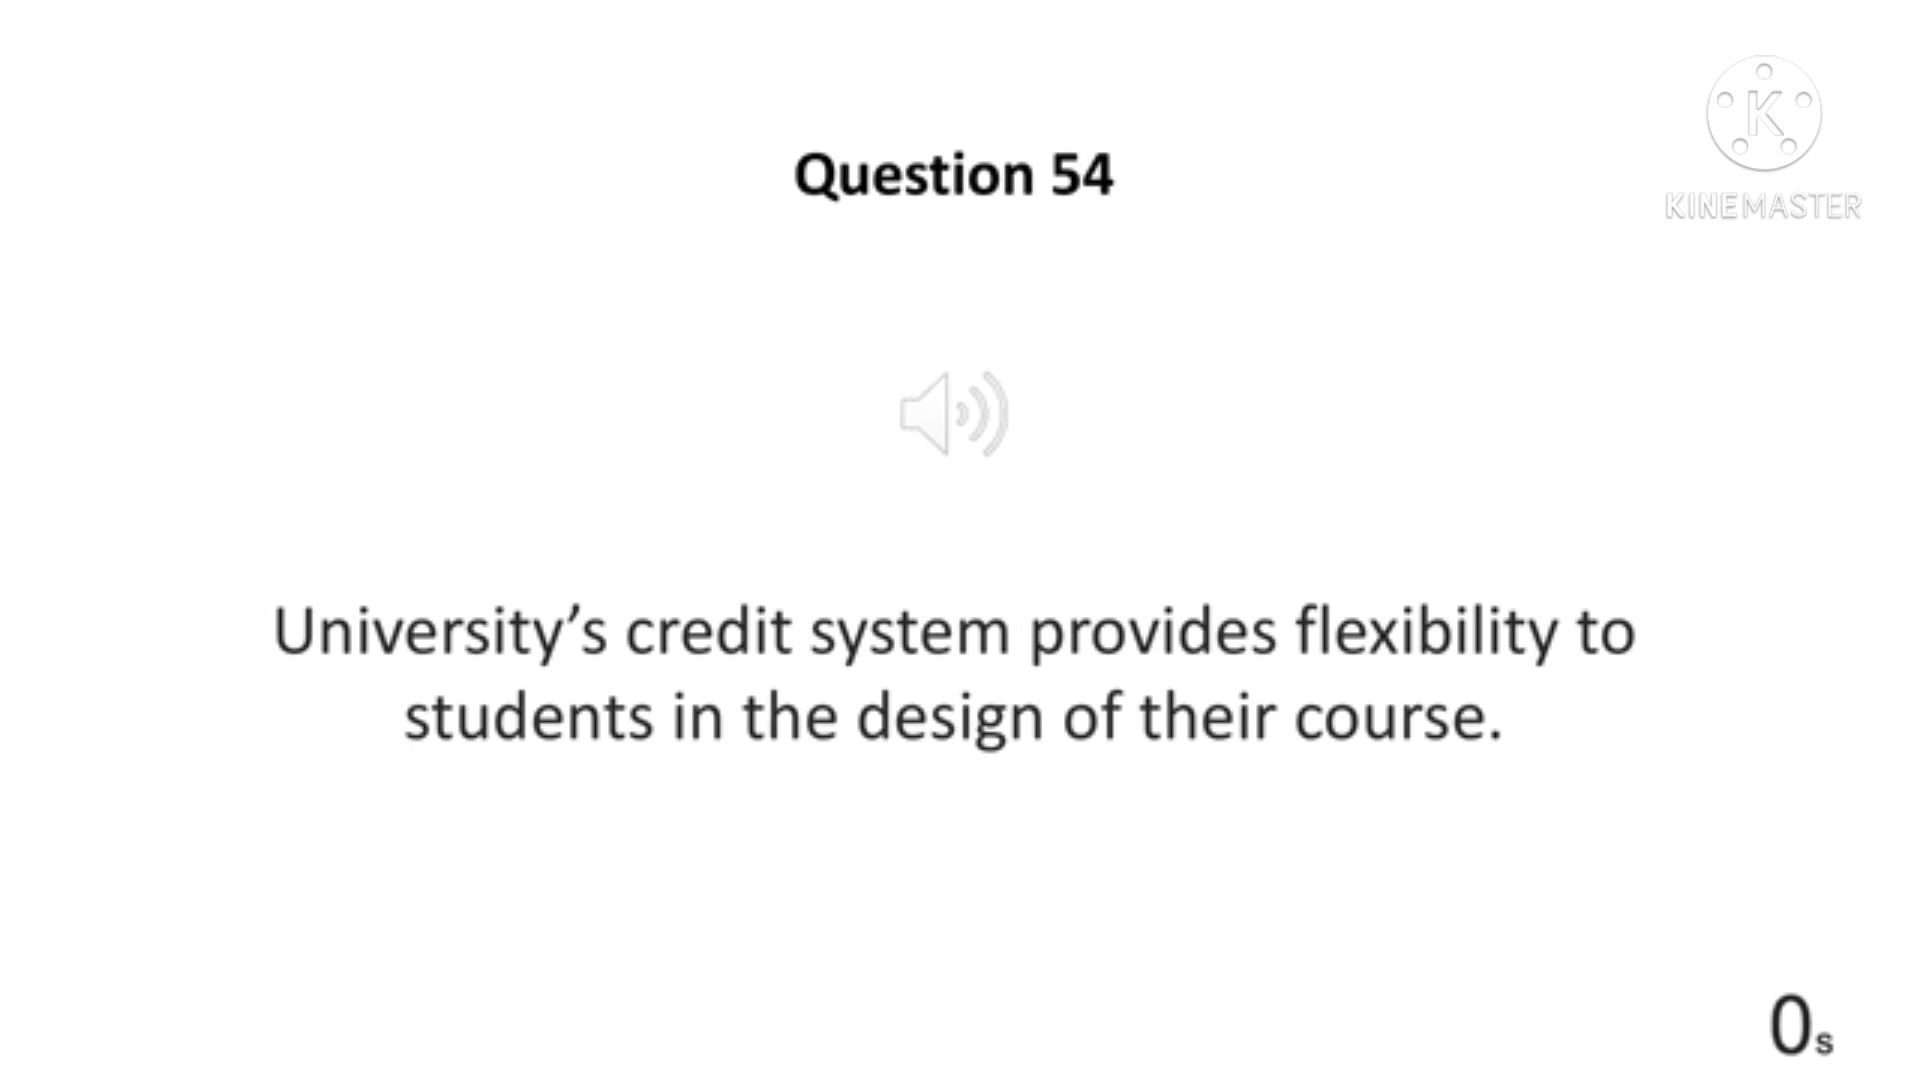 Question 54
K
KINEMASTER
University’s credit system provides flexibility to
students in the design of their course.
0s